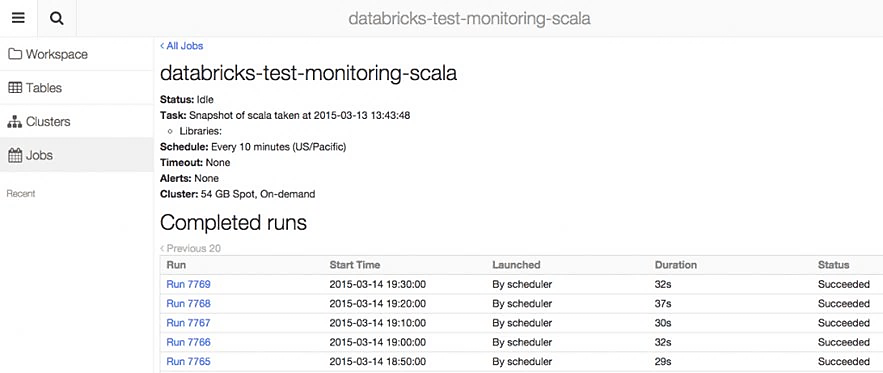 databricks-test-monitoring-scala
Workspace
Tables
Clusters
Jobs
Recent
‹ All Jobs
databricks-test-monitoring-scala
Status: Idle
Task: Snapshot of scala taken at 2015-03-13 13:43:48
Libraries:
Schedule: Every 10 minutes (US/Pacific)
Timeout: None
Alerts: None
Cluster: 54 GB Spot, On-demand
Completed runs
‹ Previous 20
Run Start Time Launched Duration Status
Run 7769 2015-03-14 19:30:00 By scheduler 32s Succeeded
Run 7768 2015-03-14 19:20:00 By scheduler 37s Succeeded
Run 7767 2015-03-14 19:10:00 By scheduler 30s Succeeded
Run 7766 2015-03-14 19:00:00 By scheduler 32s Succeeded
Run 7765 2015-03-14 18:50:00 By scheduler 29s Succeeded